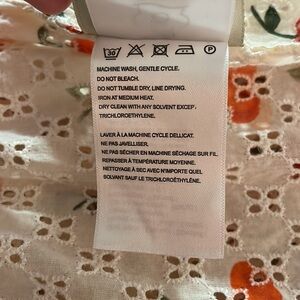 30
P
MACHINE WASH, GENTLE CYCLE.
DO NOT BLEACH.
DO NOT TUMBLE DRY, LINE DRYING.
IRON AT MEDIUM HEAT.
DRY CLEAN WITH ANY SOLVENT EXCEPT.
TRICHLOROETHYLENE.
LAVER À LA MACHINE CYCLE DELLICAT.
NE PAS JAVELLISER.
NE PAS SÉCHER EN MACHINE SÉCHAGE SUR FIL.
REPASSER À TEMPÉRATURE MOYENNE.
NETTOYAGE À SEC AVEC N'IMPORTE QUEL
SOLVANT SAUF LE TRICHLOROÉTHYLÈNE.